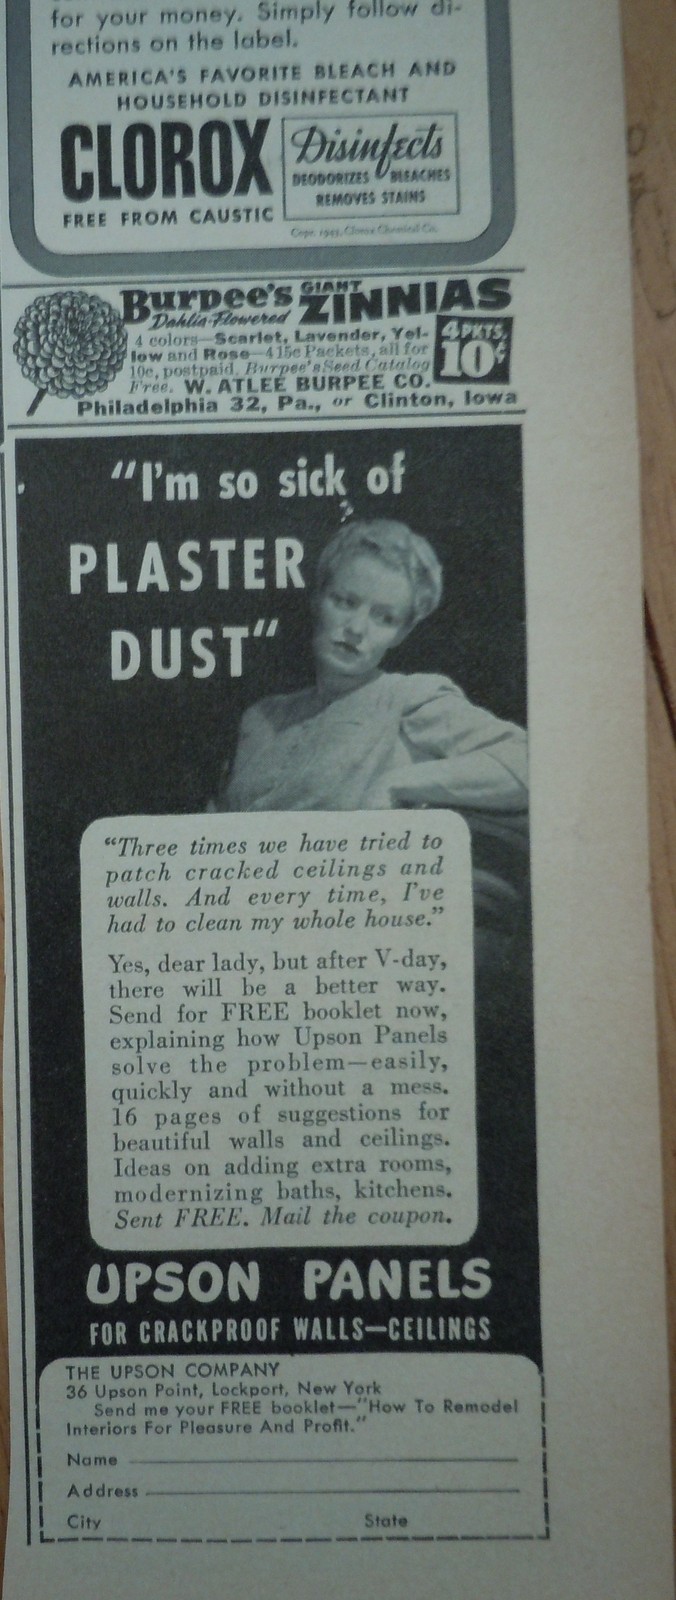 for your money. Simply follow di-
rections on the label.
AMERICA'S FAVORITE BLEACH AND
HOUSEHOLD DISINFECTANT
CLOROX
FREE FROM CAUSTIC
Disinfects
DEODORIZES BLEACHES
REMOVES STAINS
Copr. 1943, Clorox Chemical Co.
Burpee's GIANT
Dahlia-Flowered ZINNIAS
4 colors—Scarlet, Lavender, Yel-
low and Rose—4 15c Packets, all for
10c, postpaid. Burpee's Seed Catalog
Free. W. ATLEE BURPEE CO.
4 PKTS.
10¢
Philadelphia 32, Pa., or Clinton, Iowa
"I'm so sick of
PLASTER
DUST"
"Three times we have tried to
patch cracked ceilings and
walls. And every time, I've
had to clean my whole house."
Yes, dear lady, but after V-day,
there will be a better way.
Send for FREE booklet now,
explaining how Upson Panels
solve the problem—easily,
quickly and without a mess.
16 pages of suggestions for
beautiful walls and ceilings.
Ideas on adding extra rooms,
modernizing baths, kitchens.
Sent FREE. Mail the coupon.
UPSON PANELS
FOR CRACKPROOF WALLS—CEILINGS
THE UPSON COMPANY
36 Upson Point, Lockport, New York
Send me your FREE booklet—"How To Remodel
Interiors For Pleasure And Profit."
Name
Address
City State